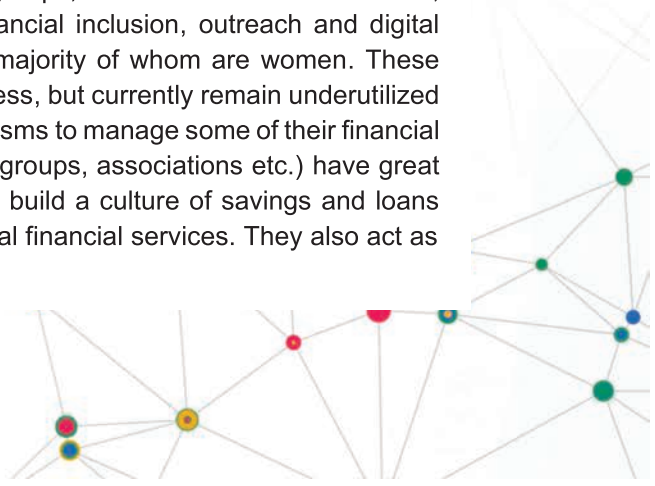 ancial inclusion, outreach and digital
majority of whom are women. These
ess, but currently remain underutilized
sms to manage some of their financial
groups, associations etc.) have great
build a culture of savings and loans
al financial services. They also act as